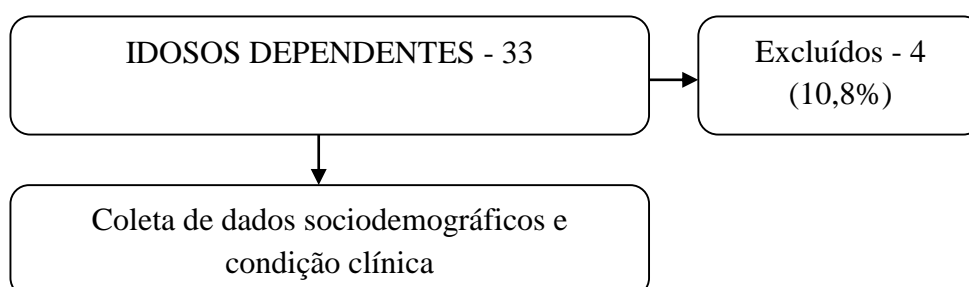 IDOSOS DEPENDENTES - 33
Excluídos - 4
(10,8%)
Coleta de dados sociodemográficos e
condição clínica